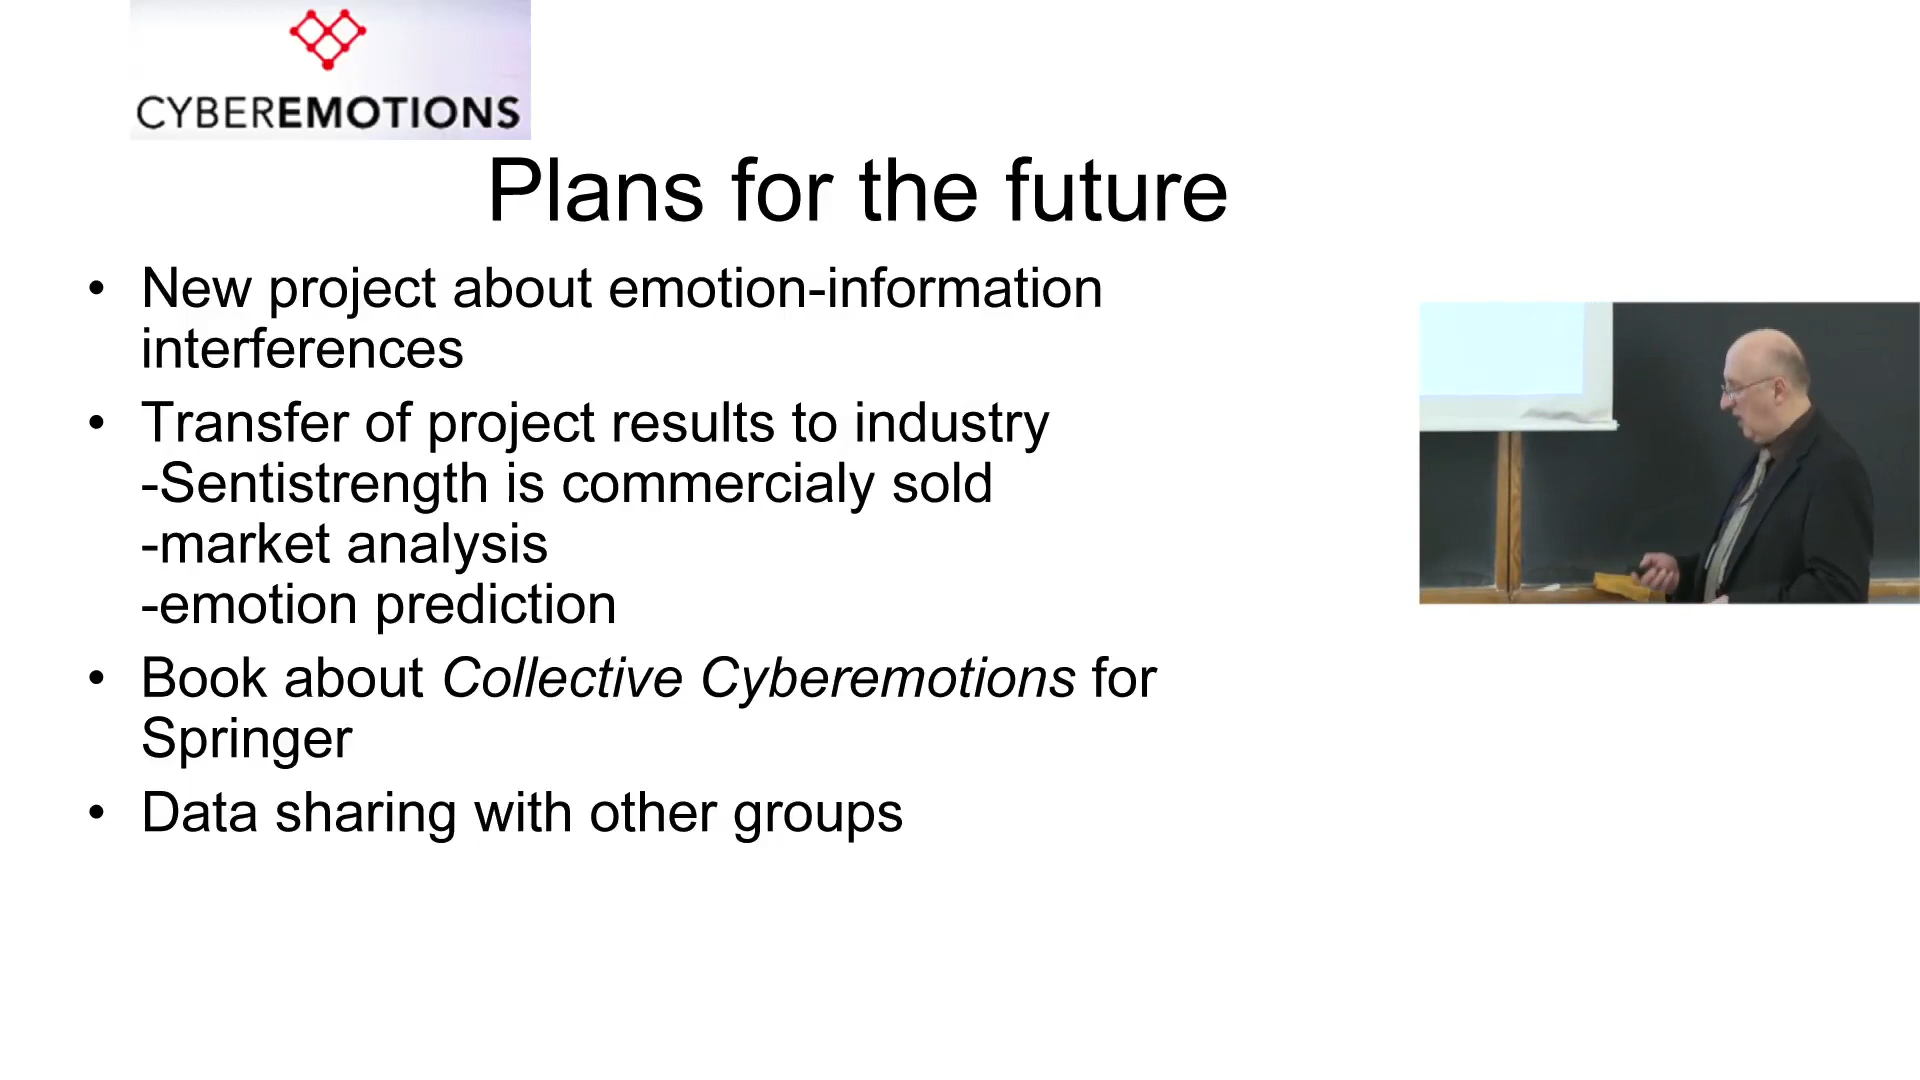 CYBEREMOTIONS
Plans for the future
• New project about emotion-information
interferences
• Transfer of project results to industry
-Sentistrength is commercialy sold
-market analysis
-emotion prediction
• Book about Collective Cyberemotions for
Springer
• Data sharing with other groups